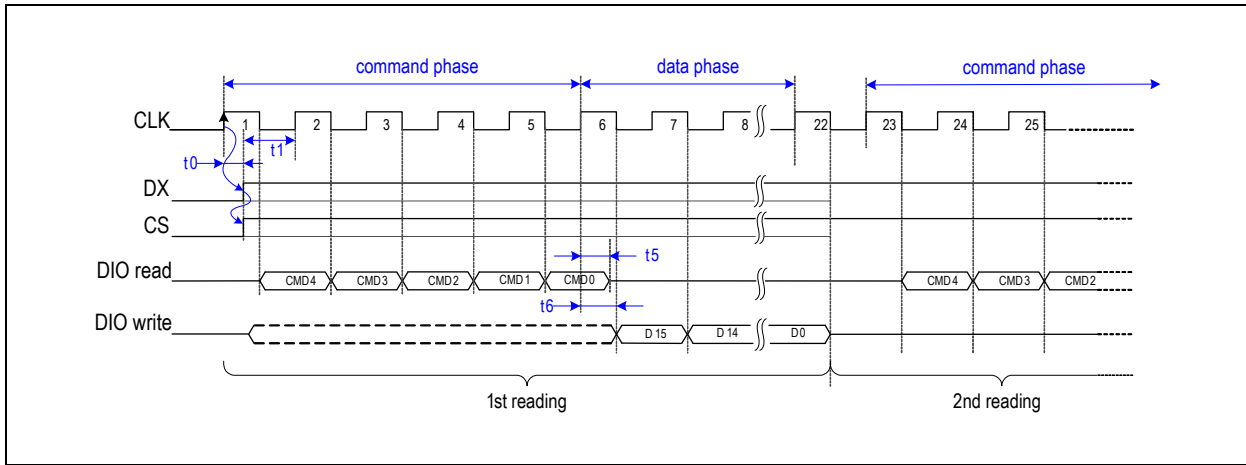 command phase data phase command phase
CLK 1 2 3 4 5 6 7 8 22 23 24 25
t1
t0
DX
CS
t5
DIO read CMD4 CMD3 CMD2 CMD1 CMD0 CMD4 CMD3 CMD2
t6
DIO write D 15 D 14 D0
1st reading 2nd reading